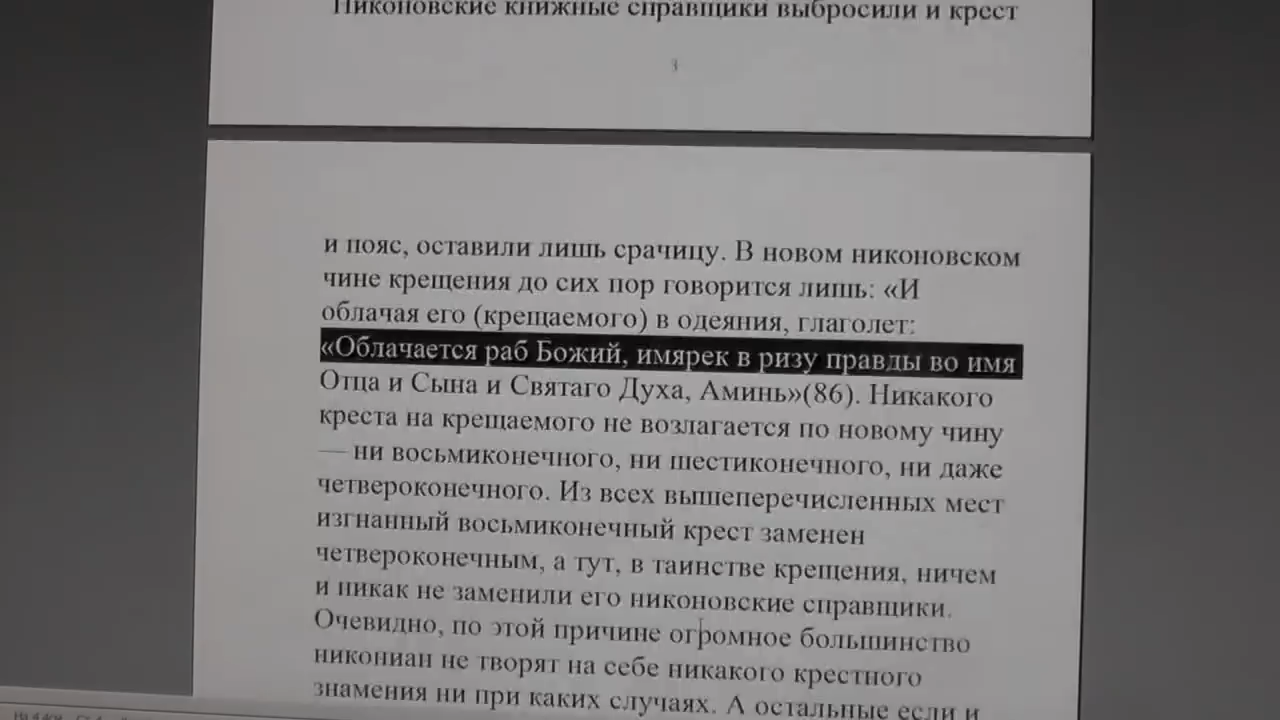 Никоновские книжные справщики выбросили и крест
3
и пояс, оставили лишь срачицу. В новом никоновском
чине крещения до сих пор говорится лишь: «И
облачая его (крещаемого) в одеяния, глаголет:
«Облачается раб Божий, имярек в ризу правды во имя
Отца и Сына и Святаго Духа, Аминь»(86). Никакого
креста на крещаемого не возлагается по новому чину
— ни восьмиконечного, ни шестиконечного, ни даже
четвероконечного. Из всех вышеперечисленных мест
изгнанный восьмиконечный крест заменен
четвероконечным, а тут, в таинстве крещения, ничем
и никак не заменили его никоновские справщики.
Очевидно, по этой причине огромное большинство
никониан не творят на себе никакого крестного
знамения ни при каких случаях. А остальные если и